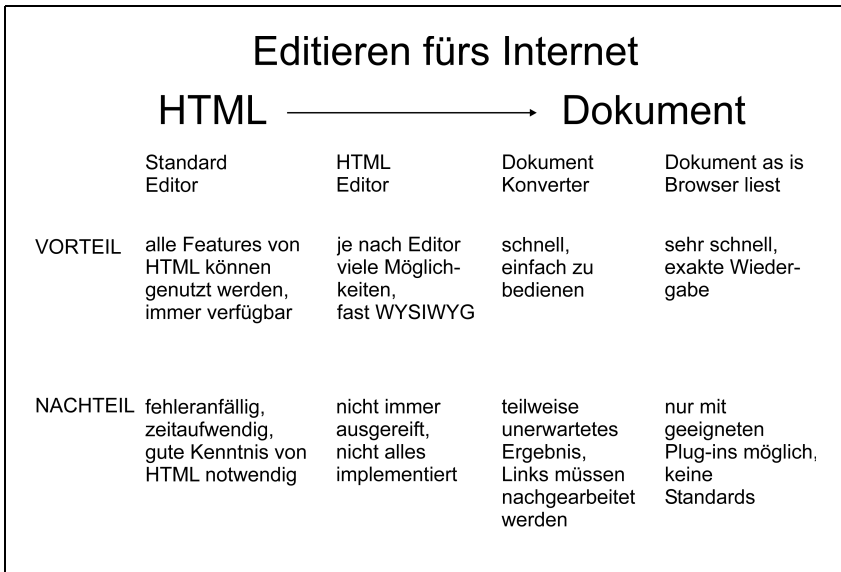 Editieren fürs Internet
HTML Dokument
Standard
Editor
HTML
Editor
Dokument
Konverter
Dokument as is
Browser liest
VORTEIL
alle Features von
HTML können
genutzt werden,
immer verfügbar
je nach Editor
viele Möglich-
keiten,
fast WYSIWYG
schnell,
einfach zu
bedienen
sehr schnell,
exakte Wieder-
gabe
NACHTEIL
fehleranfällig,
zeitaufwendig,
gute Kenntnis von
HTML notwendig
nicht immer
ausgereift,
nicht alles
implementiert
teilweise
unerwartetes
Ergebnis,
Links müssen
nachgearbeitet
werden
nur mit
geeigneten
Plug-ins möglich,
keine
Standards